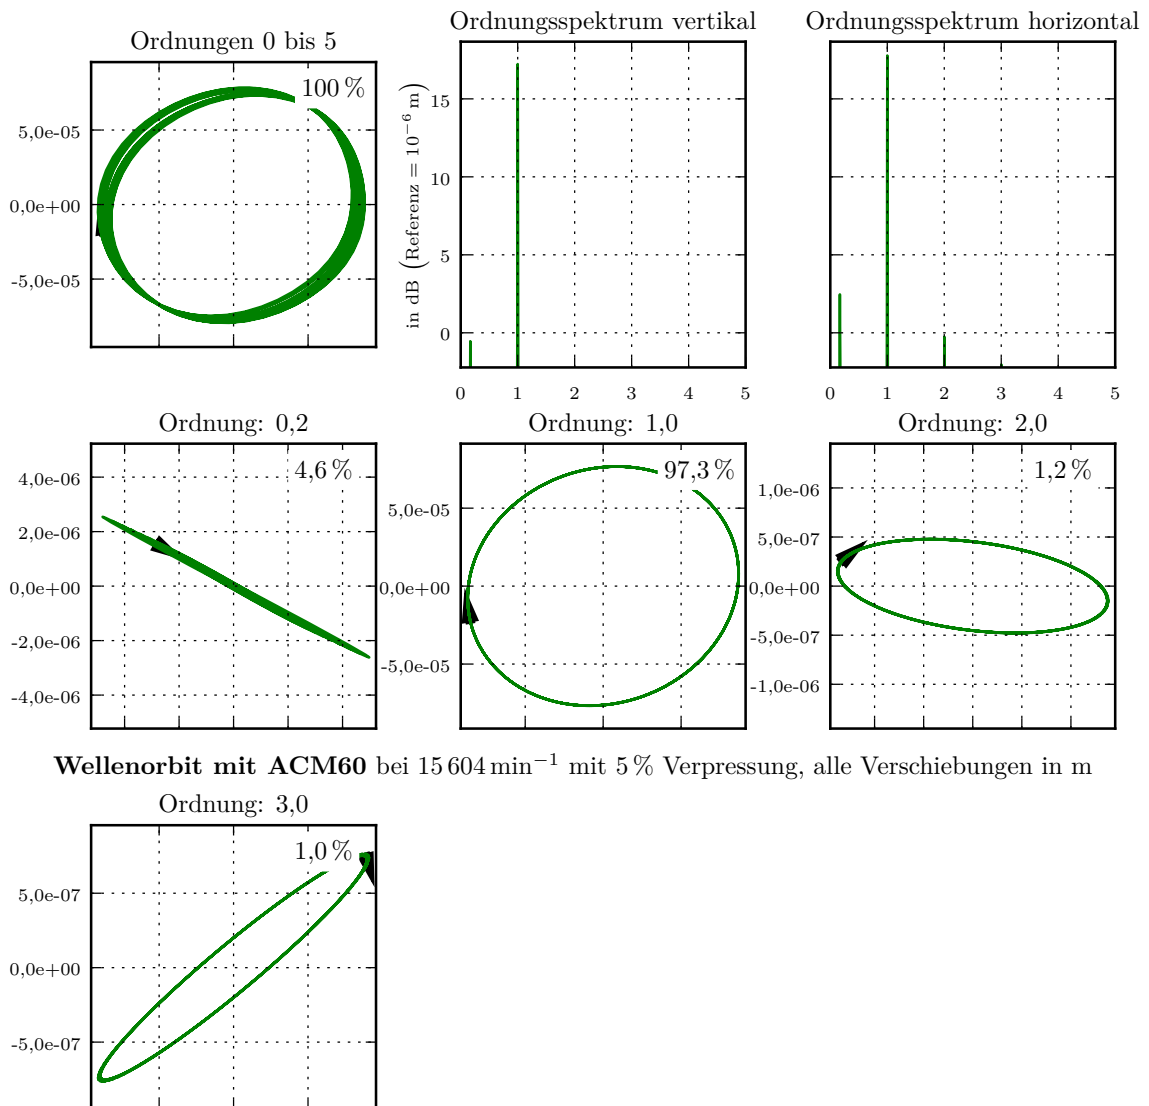 Ordnungen 0 bis 5
100 %
5,0e-05
0,0e+00
-5,0e-05
Ordnungsspektrum vertikal
in dB (Referenz = 10⁻⁶ m)
15
10
5
0
0 1 2 3 4 5
Ordnungsspektrum horizontal
0 1 2 3 4 5
Ordnung: 0,2
4,6 %
4,0e-06
2,0e-06
0,0e+00
-2,0e-06
-4,0e-06
Ordnung: 1,0
97,3 %
5,0e-05
0,0e+00
-5,0e-05
Ordnung: 2,0
1,2 %
1,0e-06
5,0e-07
0,0e+00
-5,0e-07
-1,0e-06
Wellenorbit mit ACM60 bei 15 604 min⁻¹ mit 5 % Verpressung, alle Verschiebungen in m
Ordnung: 3,0
1,0 %
5,0e-07
0,0e+00
-5,0e-07